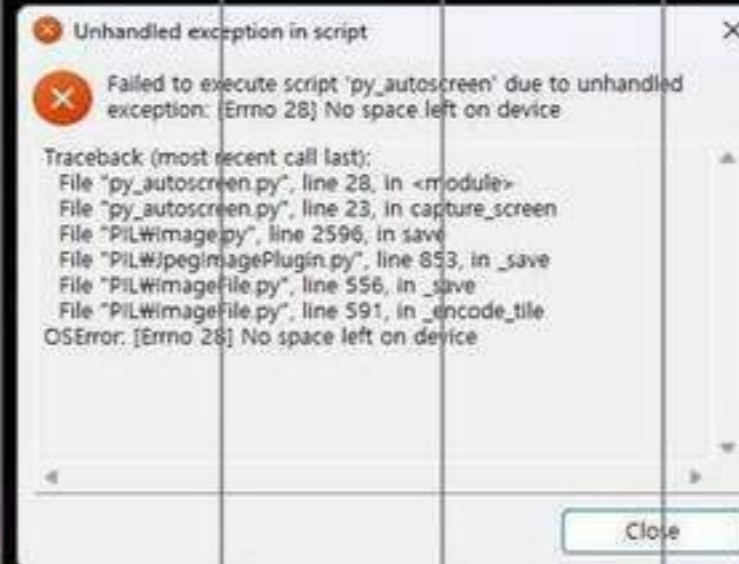 Unhandled exception in script
Failed to execute script 'py_autoscreen' due to unhandled
exception: [Errno 28] No space left on device
Traceback (most recent call last):
File "py_autoscreen.py", line 28, in <module>
File "py_autoscreen.py", line 23, in capture_screen
File "PIL₩Image.py", line 2596, in save
File "PIL₩JpegImagePlugin.py", line 853, in _save
File "PIL₩ImageFile.py", line 556, in _save
File "PIL₩ImageFile.py", line 591, in _encode_tile
OSError: [Errno 28] No space left on device
Close